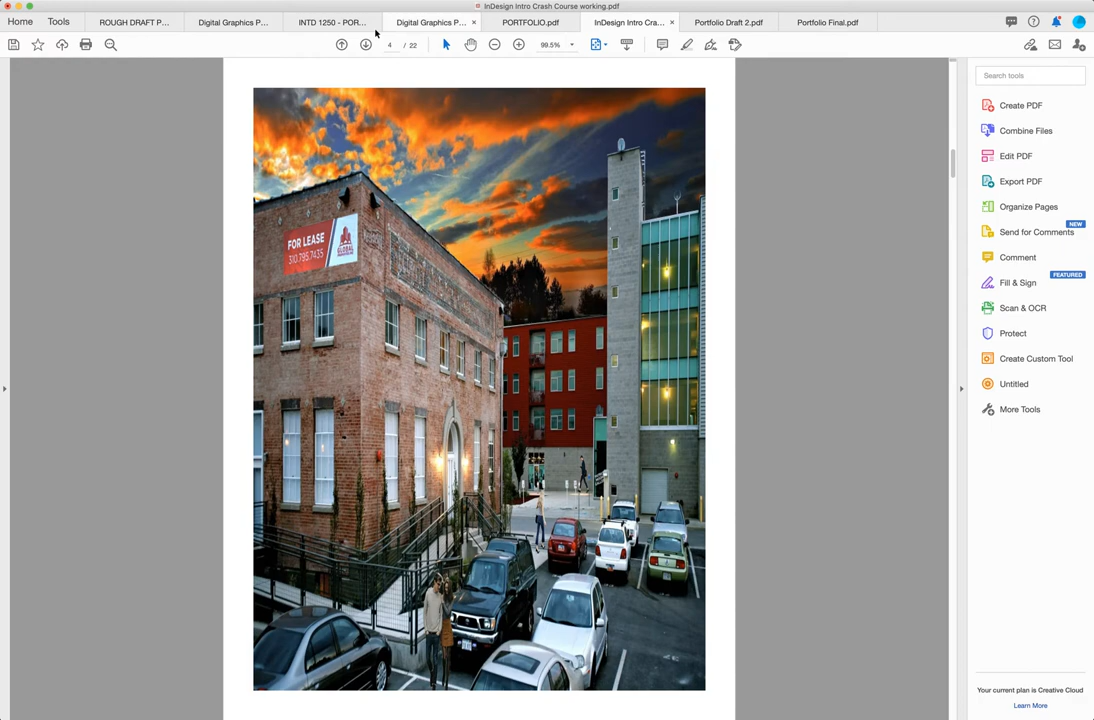 InDesign Intro Crash Course working.pdf
Home
Tools
ROUGH DRAFT P...
Digital Graphics P...
INTD 1250 - POR...
Digital Graphics P...
PORTFOLIO.pdf
InDesign Intro Cra...
Portfolio Draft 2.pdf
Portfolio Final.pdf
4 / 22
99.5%
Search tools
Create PDF
Combine Files
Edit PDF
Export PDF
Organize Pages
NEW
Send for Comments
Comment
FEATURED
Fill & Sign
Scan & OCR
Protect
Create Custom Tool
Untitled
More Tools
FOR LEASE
310.795.7435
GLOBAL
Your current plan is Creative Cloud
Learn More